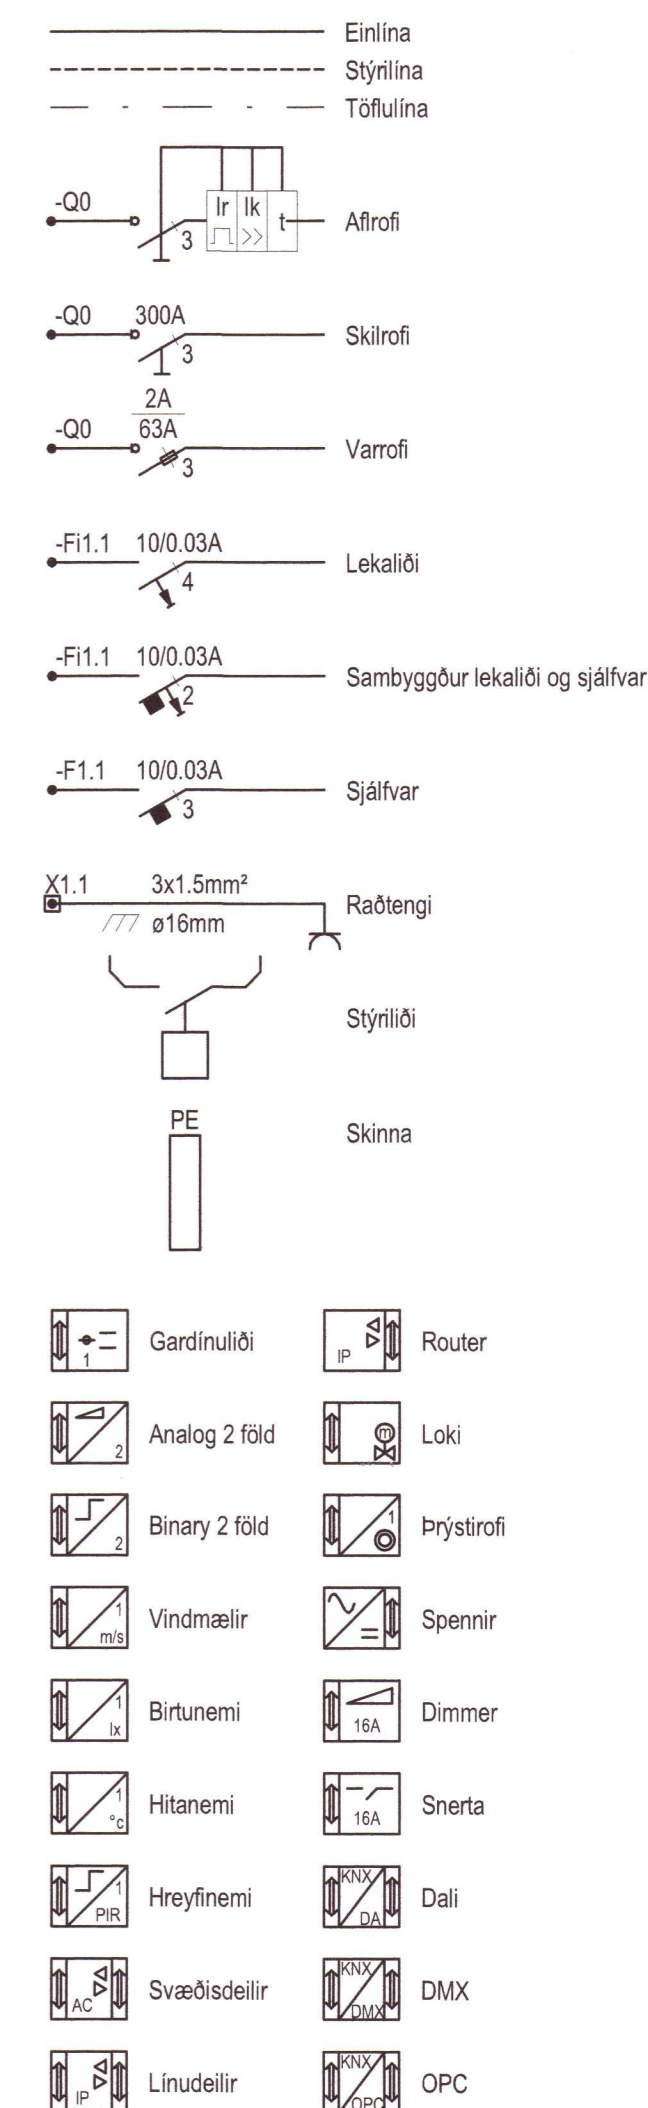 Einlína
Stýrilína
Töflulína
-Q0 3 Ir Ik t Aflrofi
-Q0 300A 3 Skilrofi
2A
-Q0 63A 3 Varrofi
-Fi1.1 10/0.03A 4 Lekaliði
-Fi1.1 10/0.03A 2 Sambyggður lekaliði og sjálfvar
-F1.1 10/0.03A 3 Sjálfvar
X1.1 3x1.5mm² Raðtengi
ø16mm
Stýriliði
PE
Skinna
1 Gardínuliði
IP Router
2 Analog 2 föld
m Loki
2 Binary 2 föld
1 Þrýstirofi
1 m/s Vindmælir
Spennir
1 lx Birtunemi
16A Dimmer
1 °c Hitanemi
16A Snerta
1 PIR Hreyfinemi
KNX DA Dali
AC Svæðisdeilir
KNX DMX DMX
IP Línudeilir
KNX OPC OPC